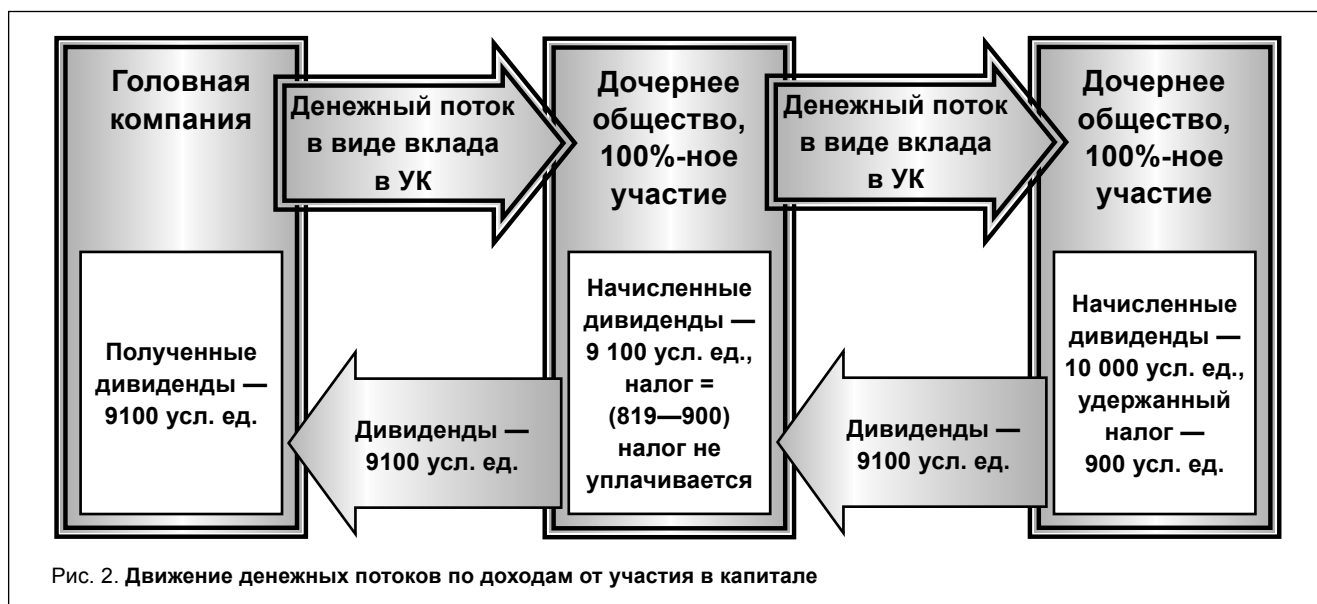 Головная
компания
Денежный поток
в виде вклада
в УК
Дочернее
общество,
100%-ное
участие
Денежный поток
в виде вклада
в УК
Дочернее
общество,
100%-ное
участие
Полученные
дивиденды —
9100 усл. ед.
Дивиденды —
9100 усл. ед.
Начисленные
дивиденды —
9 100 усл. ед.,
налог =
(819—900)
налог не
уплачивается
Дивиденды —
9100 усл. ед.
Начисленные
дивиденды —
10 000 усл. ед.,
удержанный
налог —
900 усл. ед.
Рис. 2. Движение денежных потоков по доходам от участия в капитале